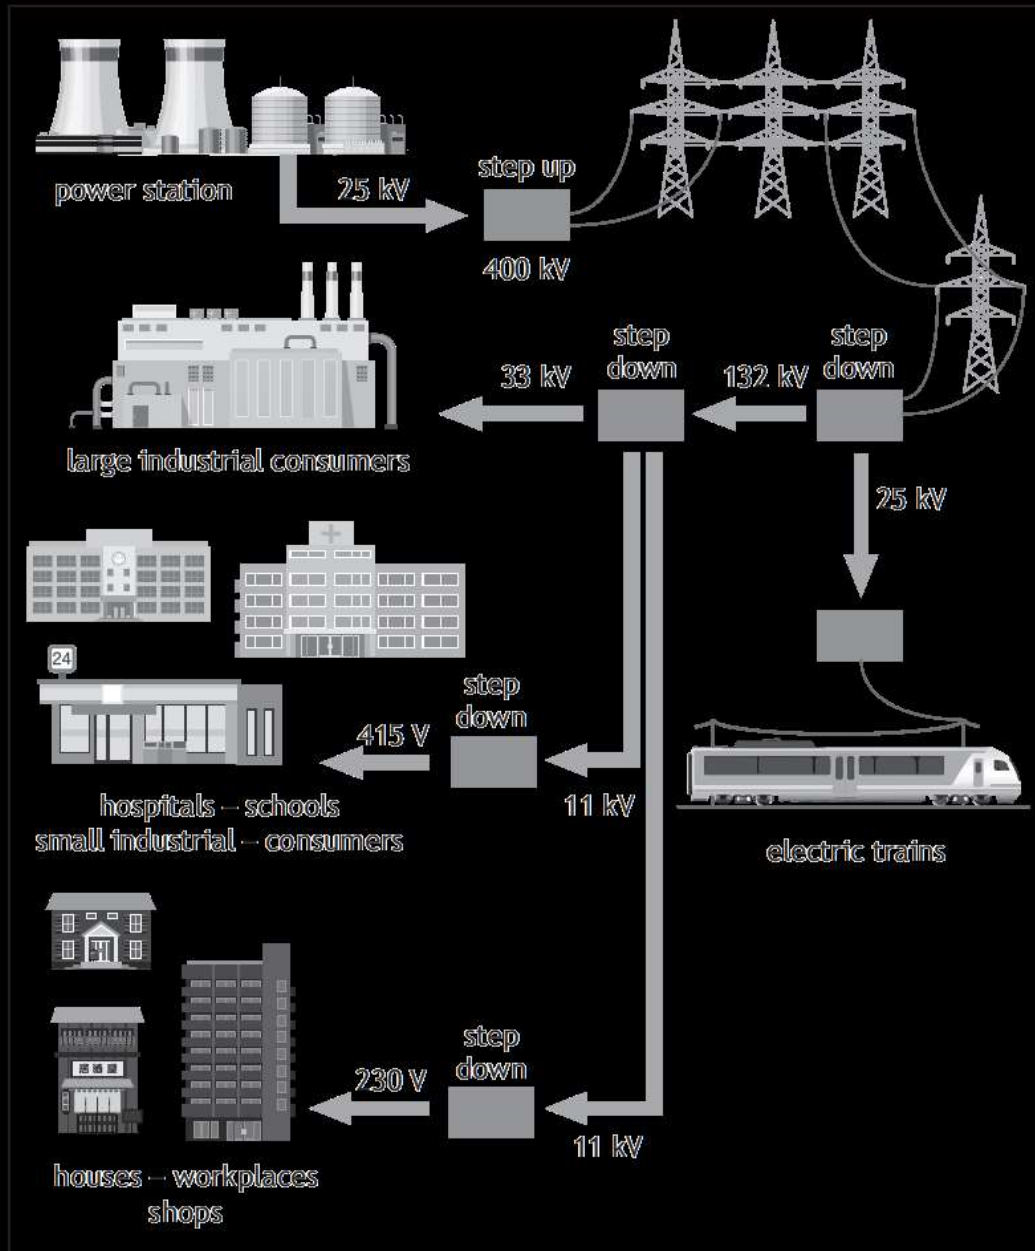 power station
25 kV
step up
400 kV
step
down
132 kV
step
down
33 kV
large industrial consumers
25 kV
24
step
down
415 V
11 kV
hospitals – schools
small industrial – consumers
electric trains
step
down
230 V
11 kV
houses – workplaces
shops